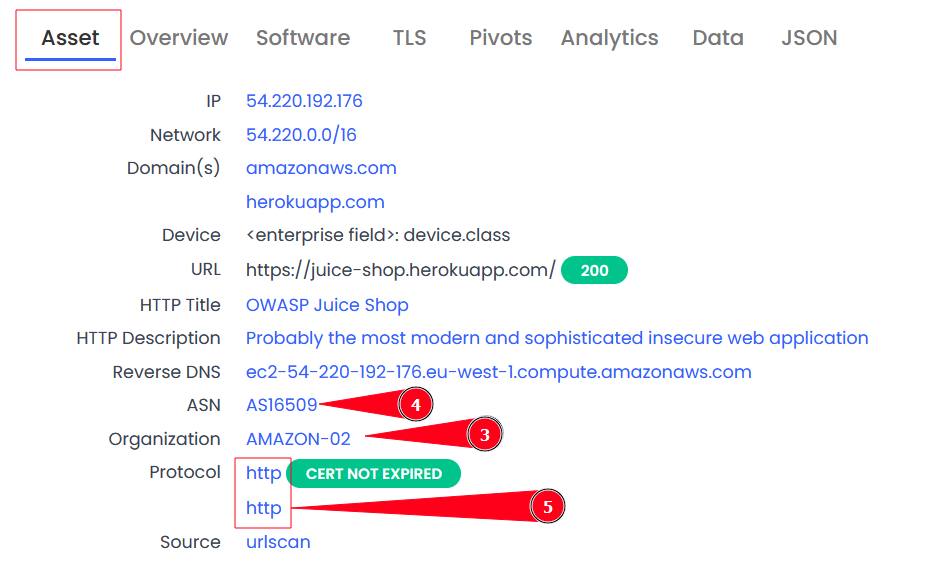 Asset Overview Software TLS Pivots Analytics Data JSON
IP 54.220.192.176
Network 54.220.0.0/16
Domain(s) amazonaws.com
herokuapp.com
Device <enterprise field>: device.class
URL https://juice-shop.herokuapp.com/ 200
HTTP Title OWASP Juice Shop
HTTP Description Probably the most modern and sophisticated insecure web application
Reverse DNS ec2-54-220-192-176.eu-west-1.compute.amazonaws.com
ASN AS16509 4
Organization AMAZON-02 3
Protocol http CERT NOT EXPIRED
http 5
Source urlscan